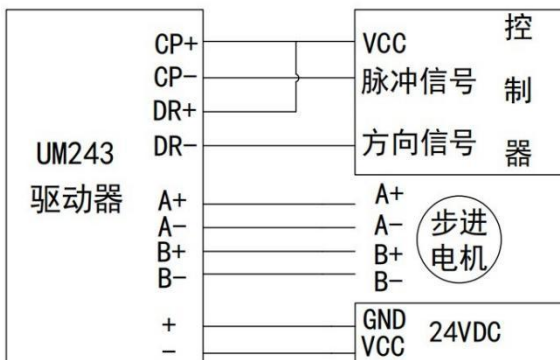 CP+
CP-
DR+
DR-
UM243
驱动器
A+
A-
B+
B-
+
-
VCC
脉冲信号
方向信号
控
制
器
A+
A-
B+
B-
步进
电机
GND
VCC
24VDC